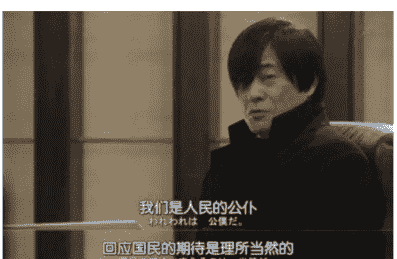 我们是人民的公仆
われわれは 公僕だ。
回应国民的期待是理所当然的